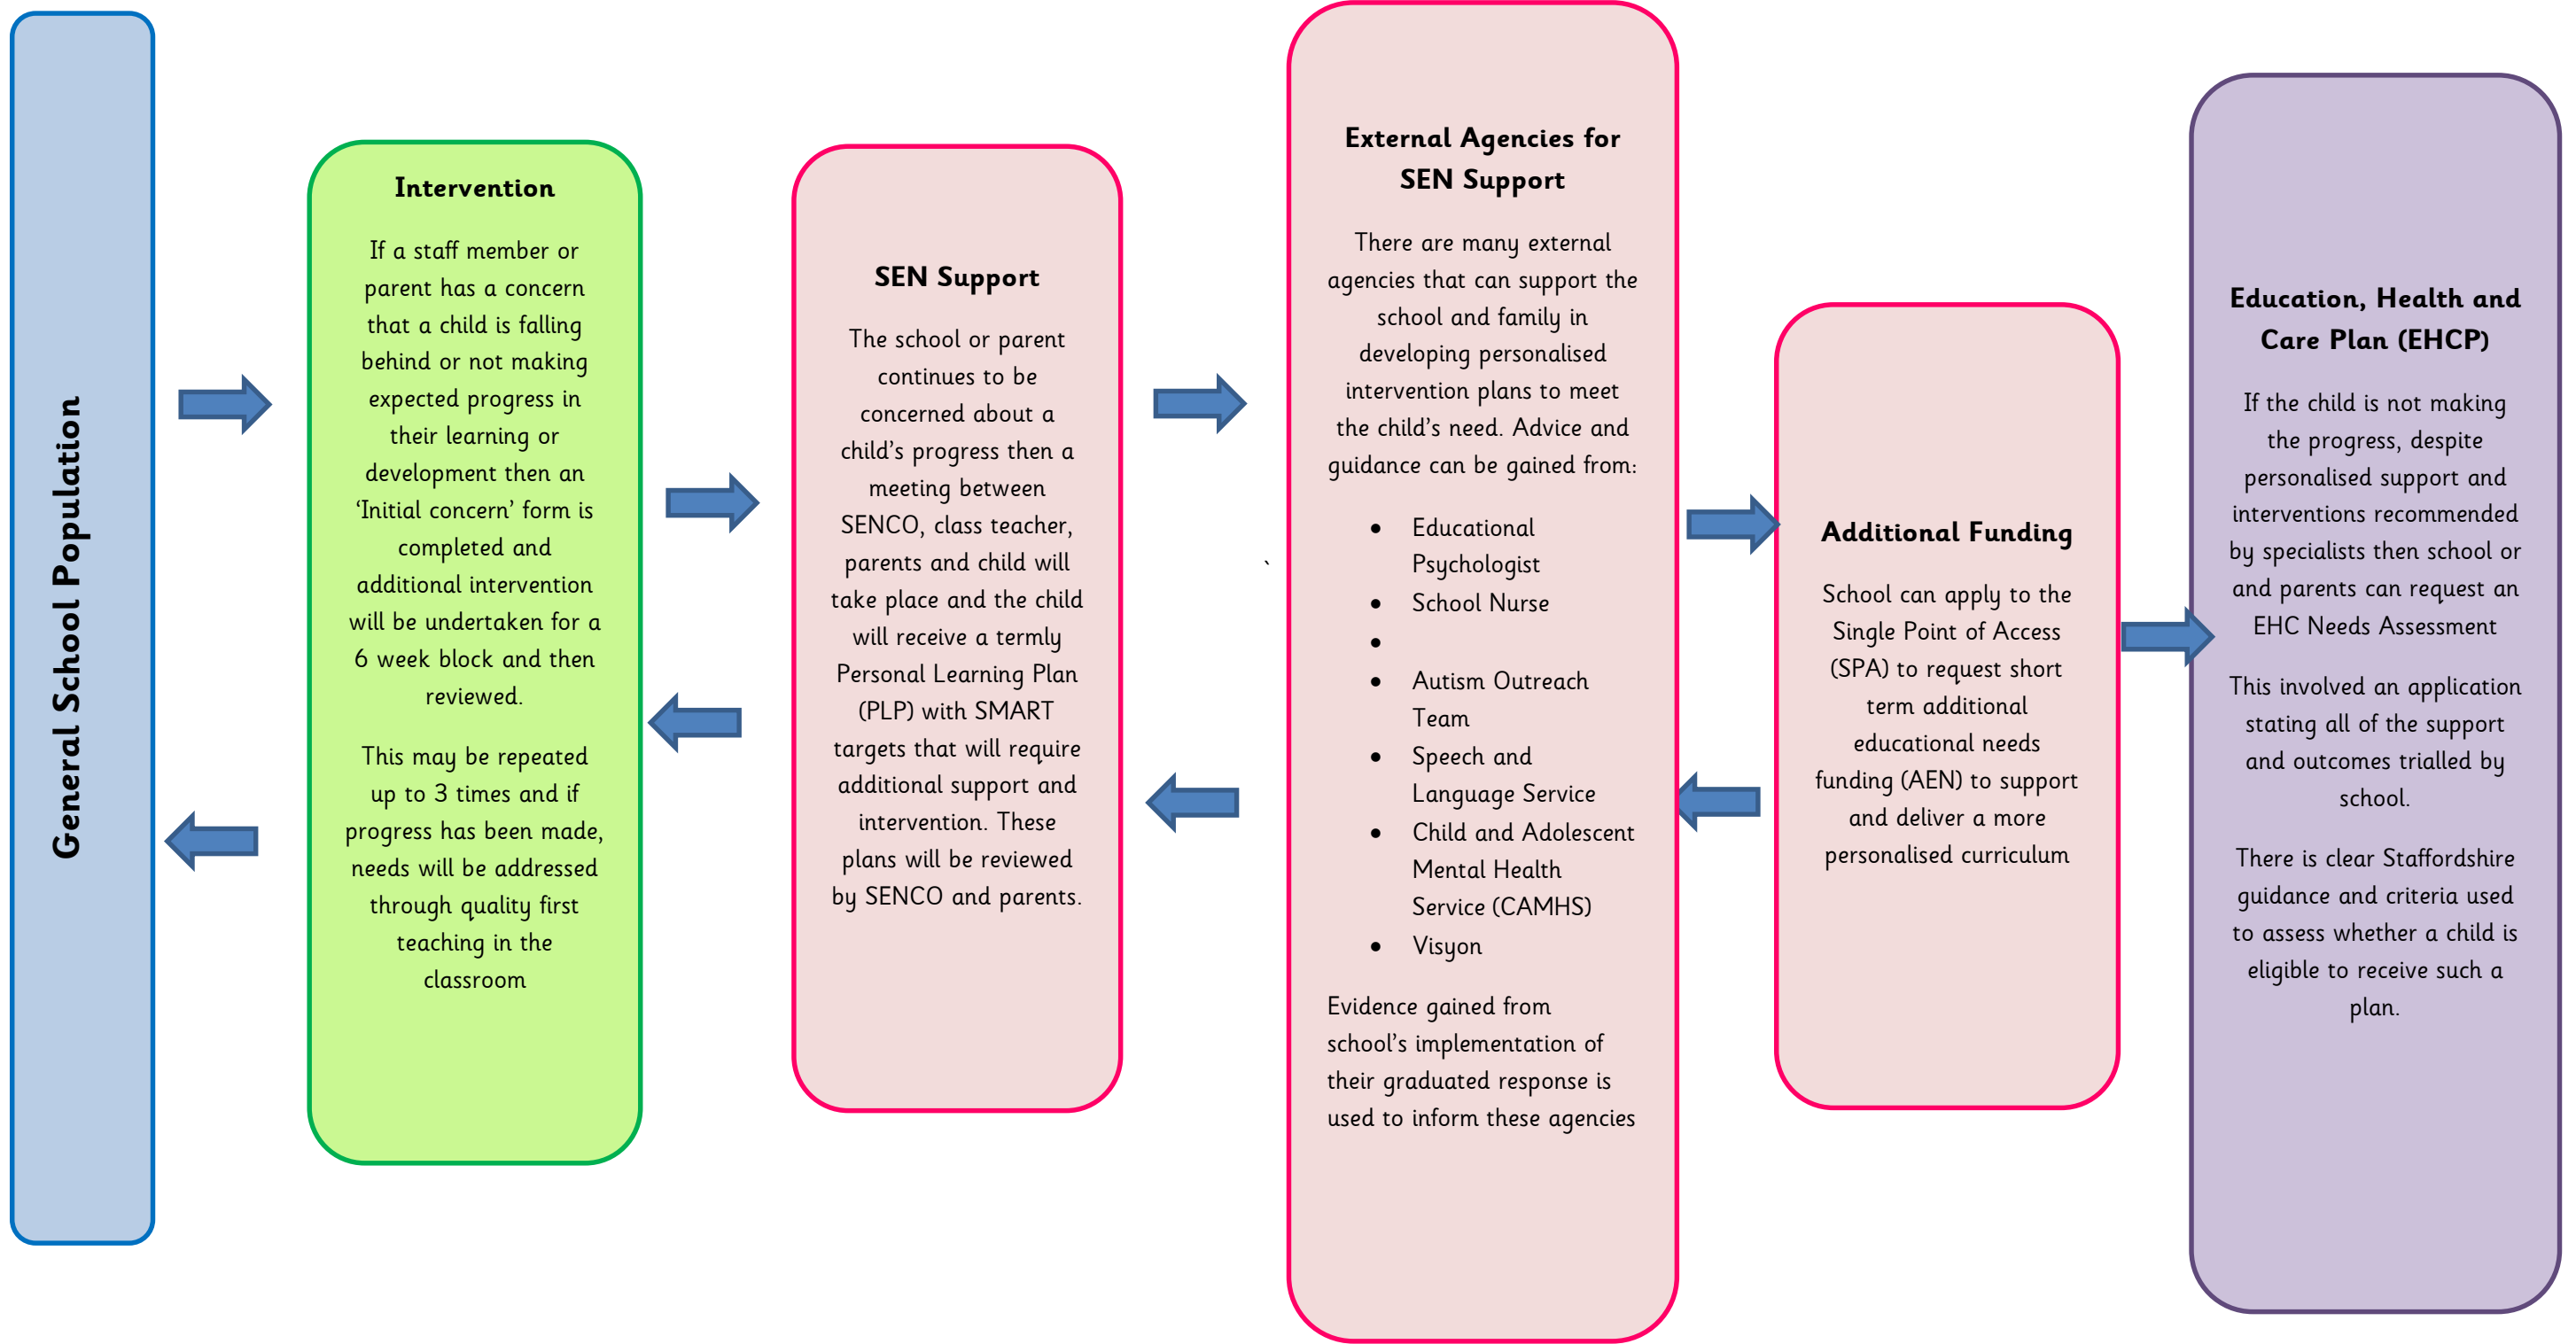 General School Population
Intervention
If a staff member or
parent has a concern
that a child is falling
behind or not making
expected progress in
their learning or
development then an
‘Initial concern’ form is
completed and
additional intervention
will be undertaken for a
6 week block and then
reviewed.
This may be repeated
up to 3 times and if
progress has been made,
needs will be addressed
through quality first
teaching in the
classroom
SEN Support
The school or parent
continues to be
concerned about a
child’s progress then a
meeting between
SENCO, class teacher,
parents and child will
take place and the child
will receive a termly
Personal Learning Plan
(PLP) with SMART
targets that will require
additional support and
intervention. These
plans will be reviewed
by SENCO and parents.
`
External Agencies for
SEN Support
There are many external
agencies that can support the
school and family in
developing personalised
intervention plans to meet
the child’s need. Advice and
guidance can be gained from:
• Educational
Psychologist
• School Nurse
•
• Autism Outreach
Team
• Speech and
Language Service
• Child and Adolescent
Mental Health
Service (CAMHS)
• Visyon
Evidence gained from
school’s implementation of
their graduated response is
used to inform these agencies
Additional Funding
School can apply to the
Single Point of Access
(SPA) to request short
term additional
educational needs
funding (AEN) to support
and deliver a more
personalised curriculum
Education, Health and
Care Plan (EHCP)
If the child is not making
the progress, despite
personalised support and
interventions recommended
by specialists then school or
and parents can request an
EHC Needs Assessment
This involved an application
stating all of the support
and outcomes trialled by
school.
There is clear Staffordshire
guidance and criteria used
to assess whether a child is
eligible to receive such a
plan.